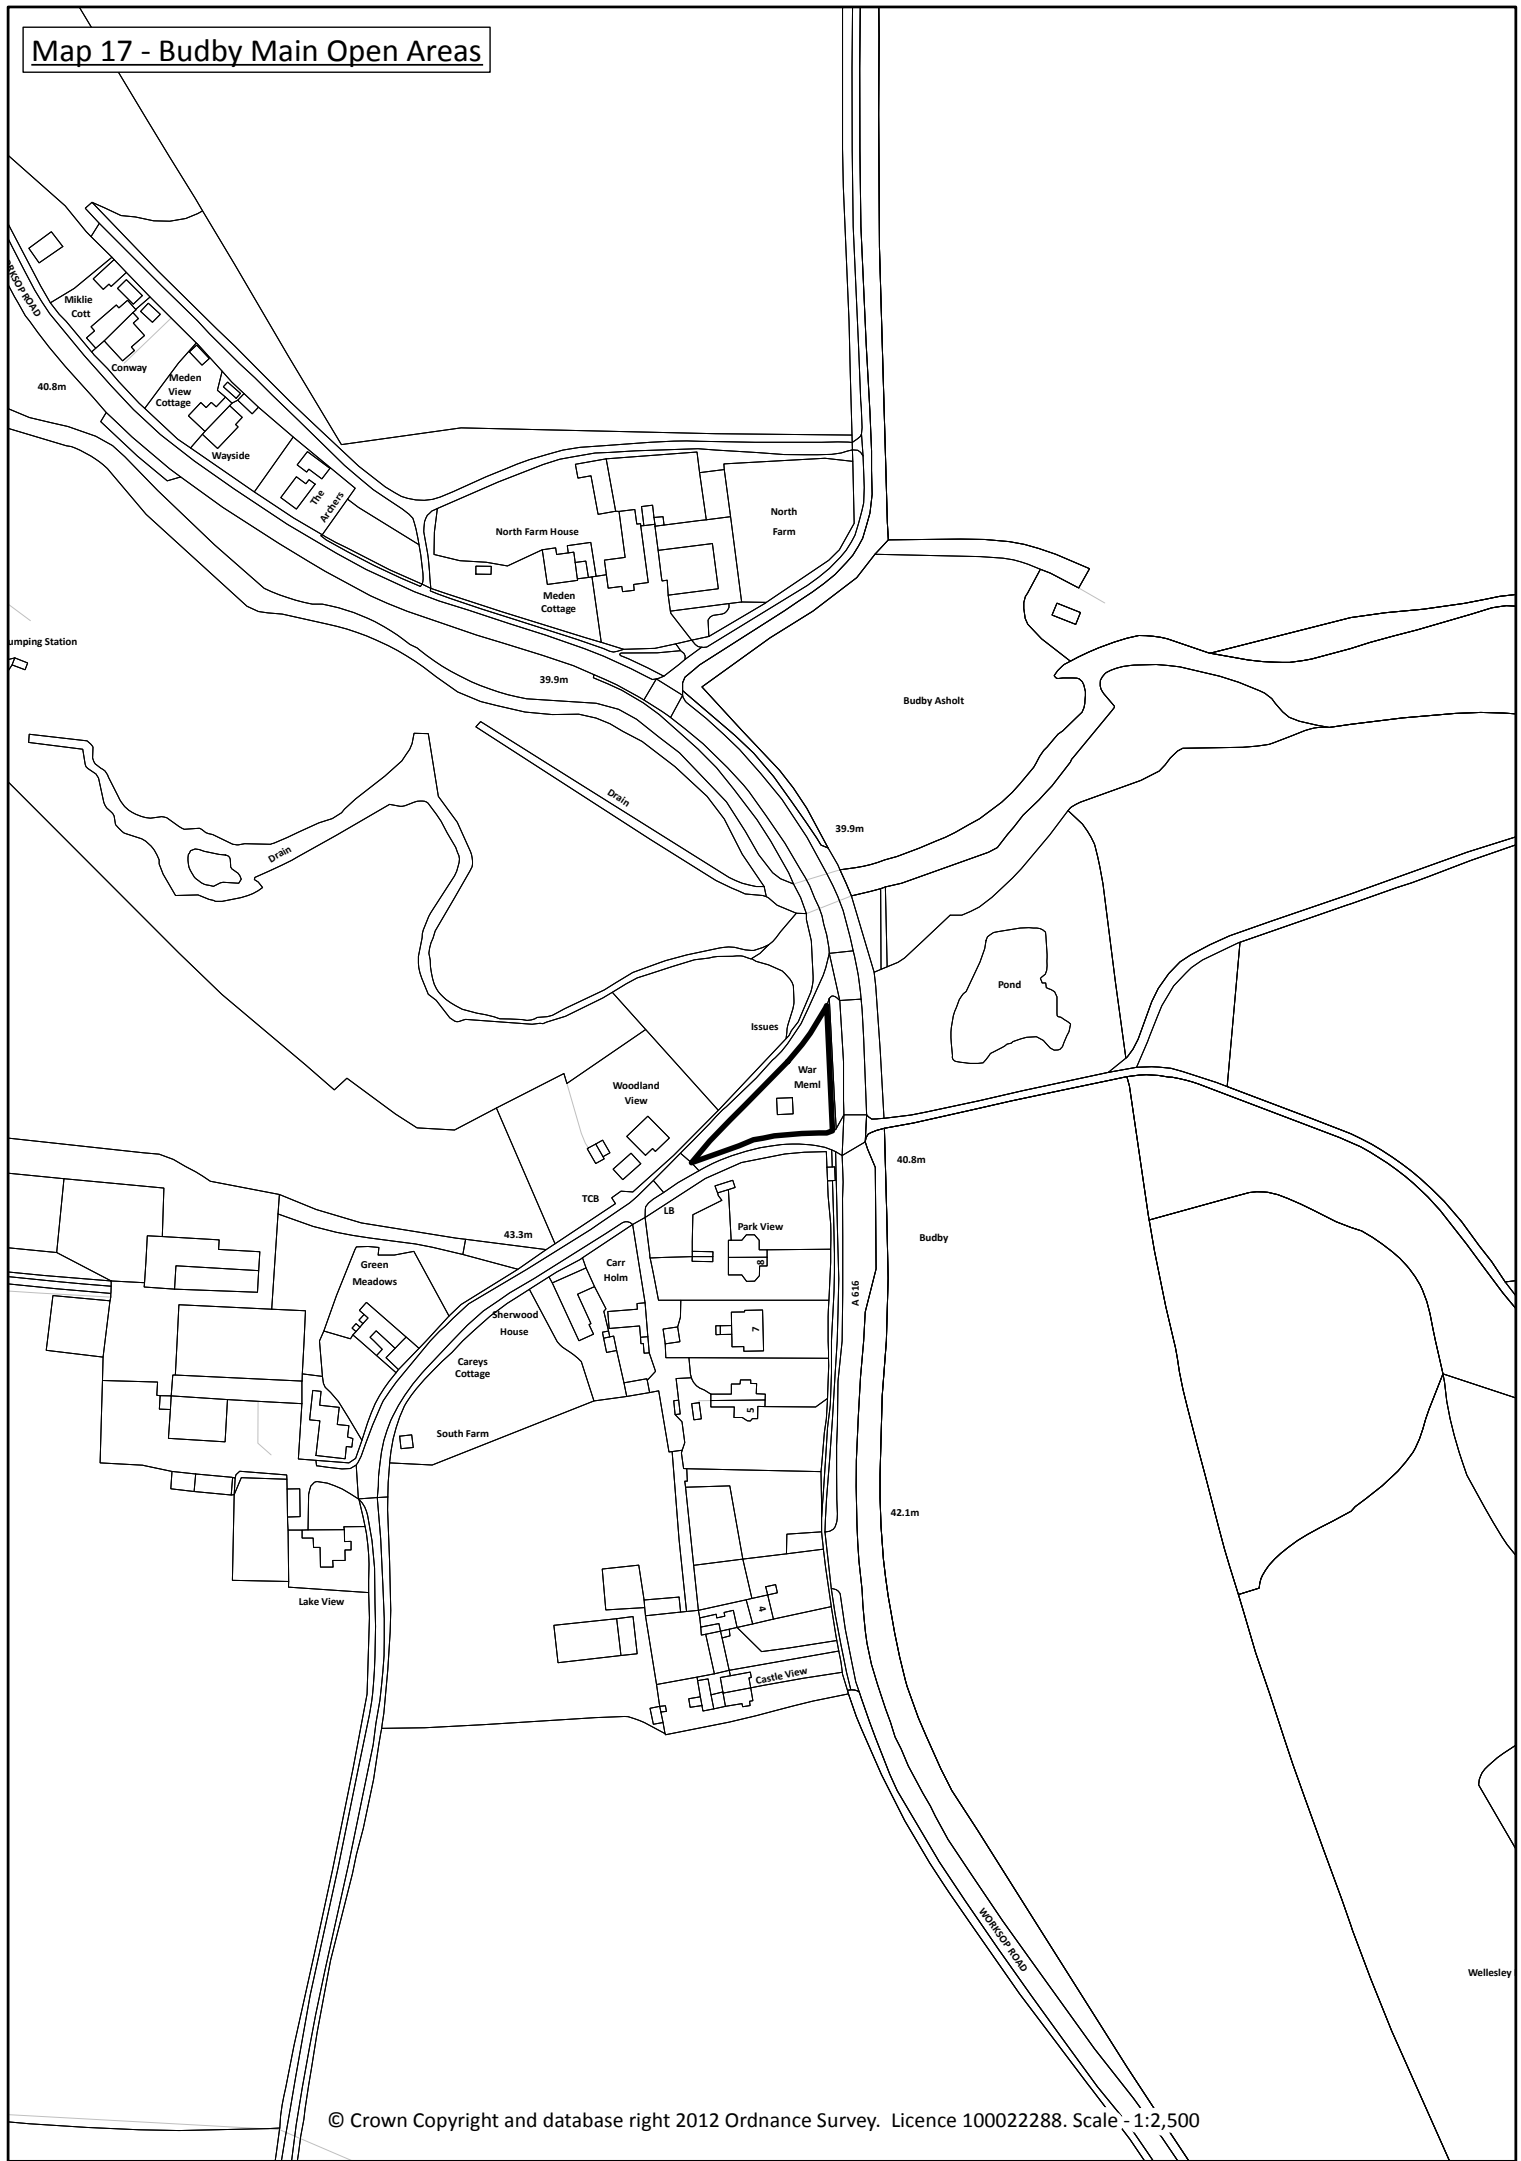 Map 17 - Budby Main Open Areas
Miklie
Cott
Conway
40.8m
Meden
View
Cottage
Wayside
The
Archers
North Farm House
North
Farm
Meden
Cottage
39.9m
Budby Asholt
Drain
39.9m
Drain
Pond
Issues
War
Meml
Woodland
View
TCB
LB
40.8m
43.3m
Park View
Budby
Green
Meadows
Carr
Holm
8
A 616
Sherwood
House
7
Careys
Cottage
5
South Farm
42.1m
Lake View
4
Castle View
WORKSOP ROAD
Wellesley
© Crown Copyright and database right 2012 Ordnance Survey. Licence 100022288. Scale - 1:2,500